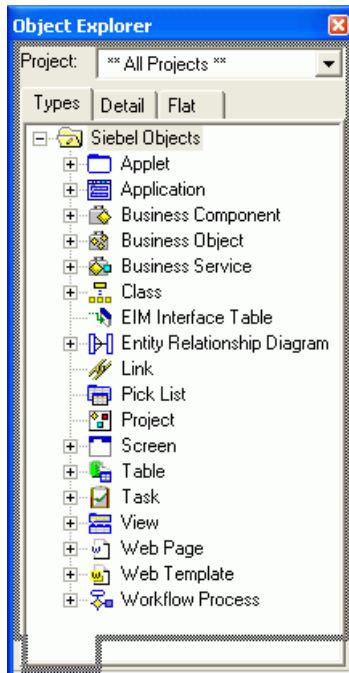 Object Explorer
Project: ** All Projects **
Types Detail Flat
Siebel Objects
Applet
Application
Business Component
Business Object
Business Service
Class
EIM Interface Table
Entity Relationship Diagram
Link
Pick List
Project
Screen
Table
Task
View
Web Page
Web Template
Workflow Process